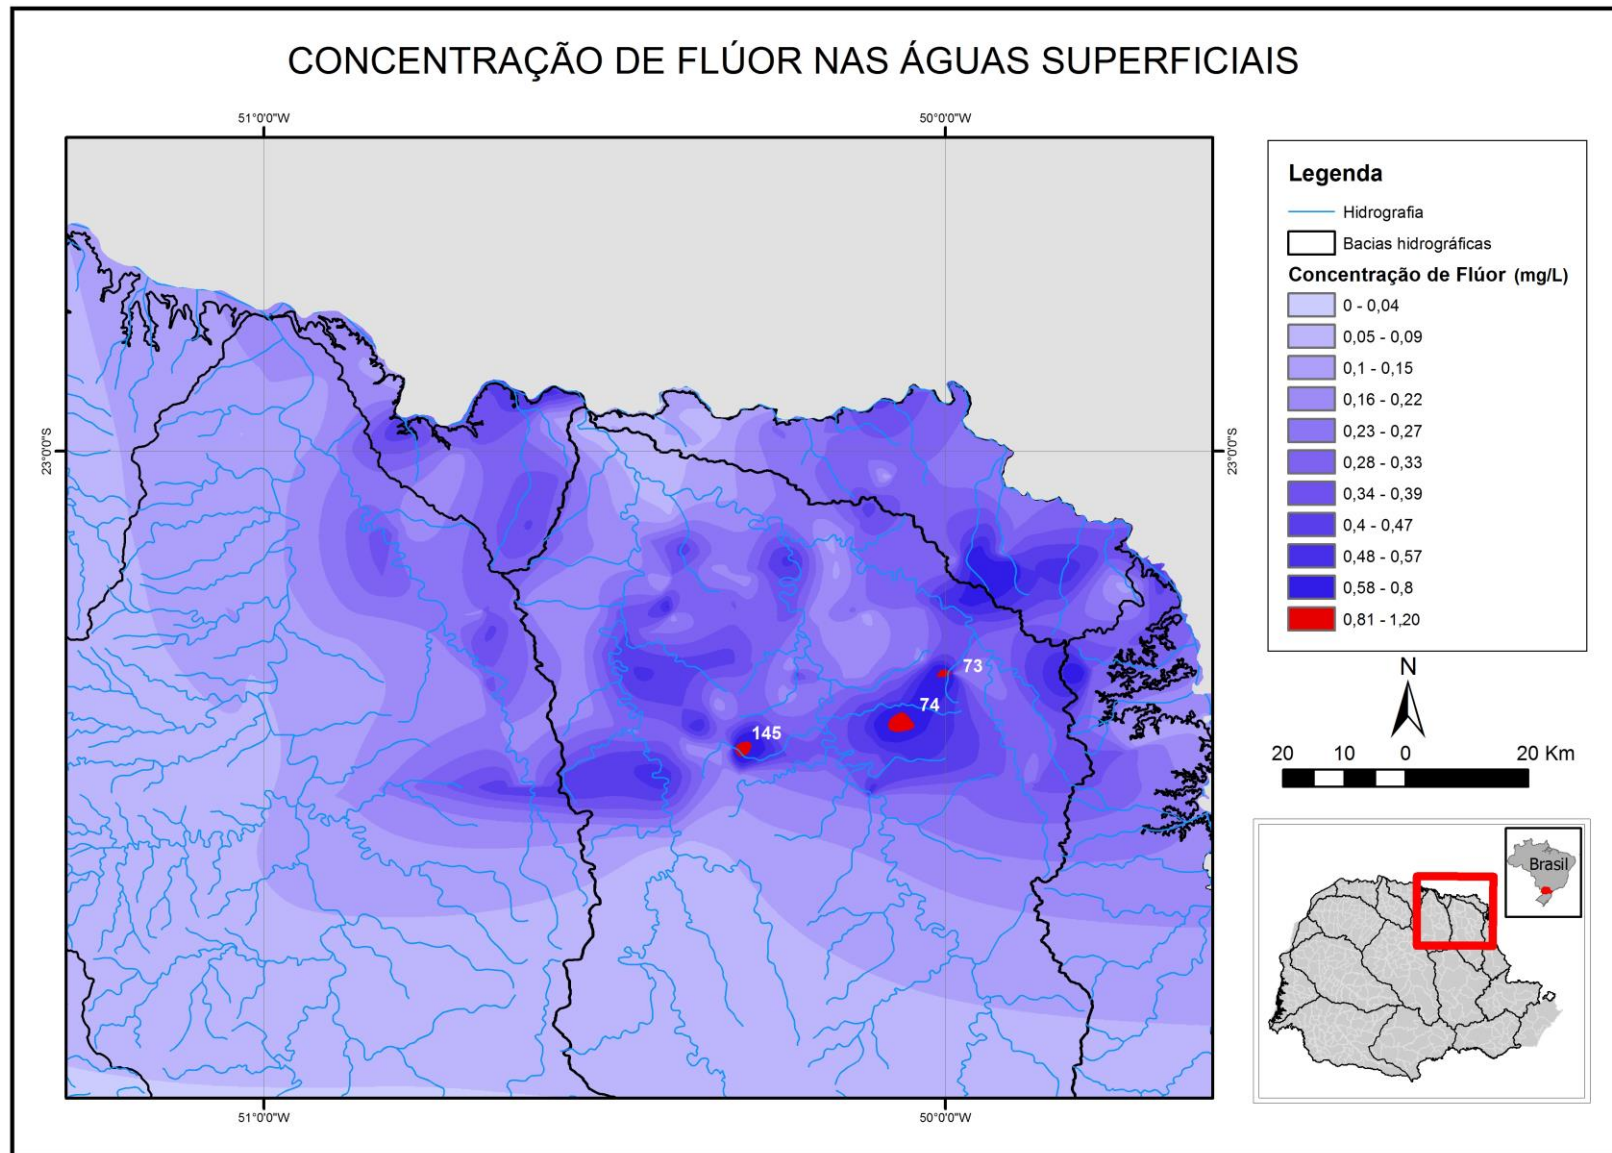 CONCENTRAÇÃO DE FLÚOR NAS ÁGUAS SUPERFICIAIS
51°0'0"W
50°0'0"W
23°0'0"S
23°0'0"S
73
74
145
51°0'0"W
50°0'0"W
Legenda
Hidrografia
Bacias hidrográficas
Concentração de Flúor (mg/L)
0 - 0,04
0,05 - 0,09
0,1 - 0,15
0,16 - 0,22
0,23 - 0,27
0,28 - 0,33
0,34 - 0,39
0,4 - 0,47
0,48 - 0,57
0,58 - 0,8
0,81 - 1,20
N
20 10 0 20 Km
Brasil